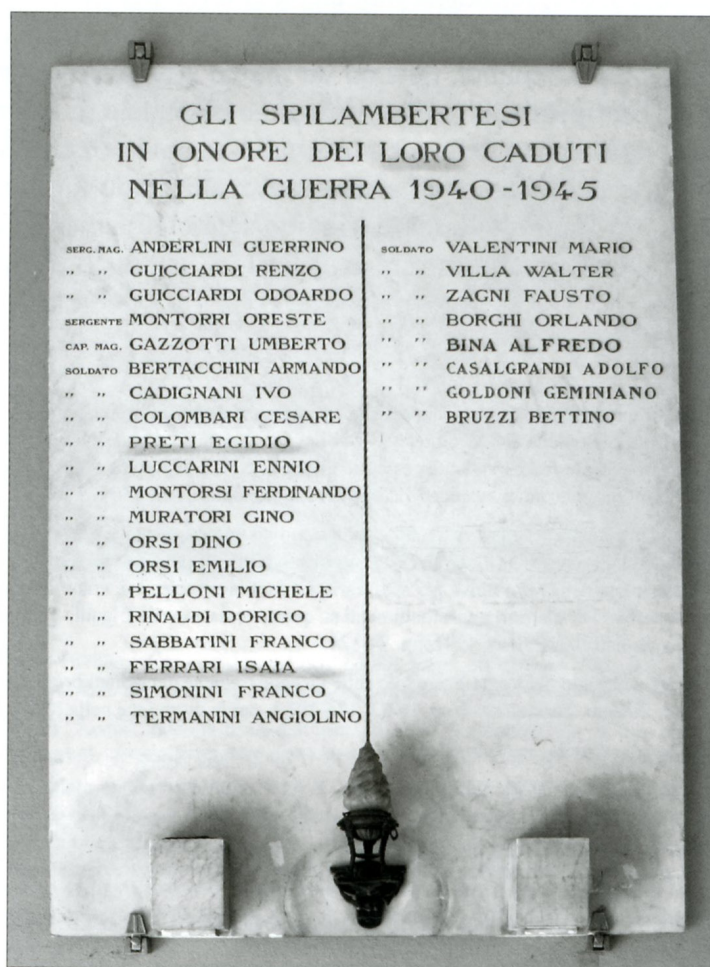 GLI SPILAMBERTESI
IN ONORE DEI LORO CADUTI
NELLA GUERRA 1940-1945
SERG. MAG. ANDERLINI GUERRINO
" " GUICCIARDI RENZO
" " GUICCIARDI ODOARDO
SERGENTE MONTORRI ORESTE
CAP. MAG. GAZZOTTI UMBERTO
SOLDATO BERTACCHINI ARMANDO
" " CADIGNANI IVO
" " COLOMBARI CESARE
" " PRETI EGIDIO
" " LUCCARINI ENNIO
" " MONTORSI FERDINANDO
" " MURATORI GINO
" " ORSI DINO
" " ORSI EMILIO
" " PELLONI MICHELE
" " RINALDI DORIGO
" " SABBATINI FRANCO
" " FERRARI ISAIA
" " SIMONINI FRANCO
" " TERMANINI ANGIOLINO
SOLDATO VALENTINI MARIO
" " VILLA WALTER
" " ZAGNI FAUSTO
" " BORGHI ORLANDO
" " BINA ALFREDO
" " CASALGRANDI ADOLFO
" " GOLDONI GEMINIANO
" " BRUZZI BETTINO